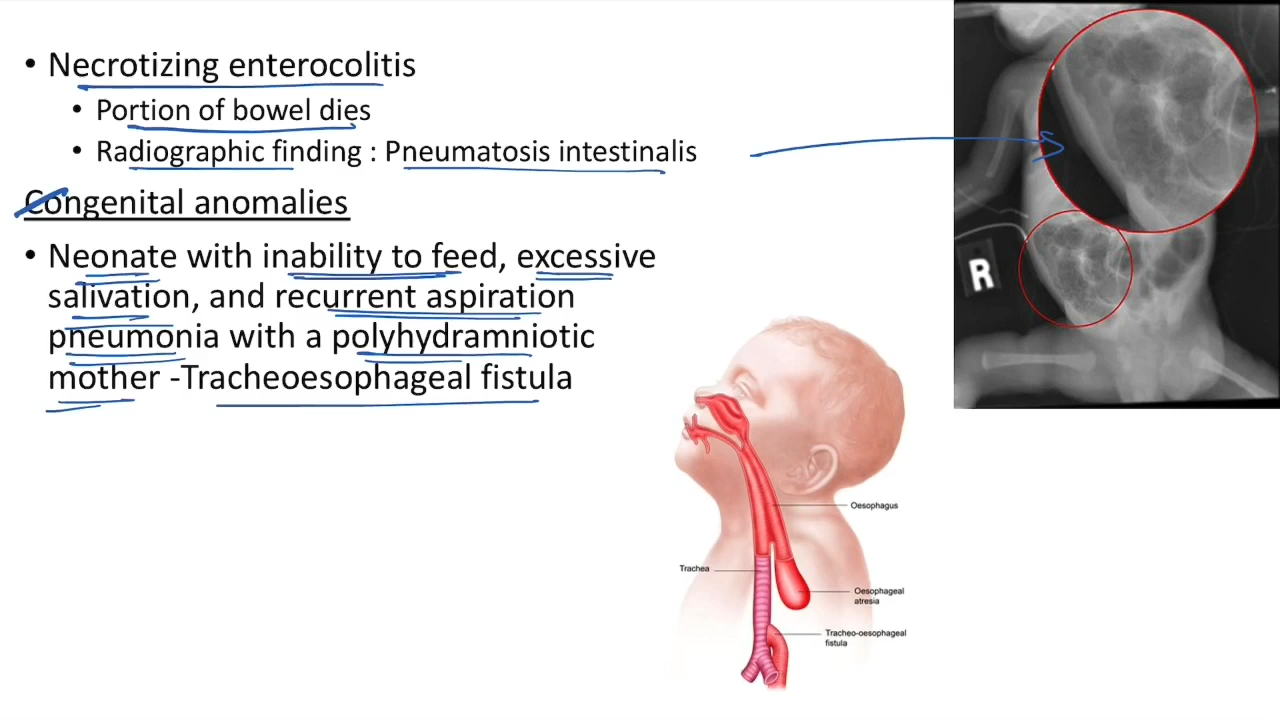 • Necrotizing enterocolitis
• Portion of bowel dies
• Radiographic finding : Pneumatosis intestinalis
Congenital anomalies
• Neonate with inability to feed, excessive
salivation, and recurrent aspiration
pneumonia with a polyhydramniotic
mother -Tracheoesophageal fistula
R
Oesophagus
Trachea
Oesophageal
atresia
Tracheo-oesophageal
fistula